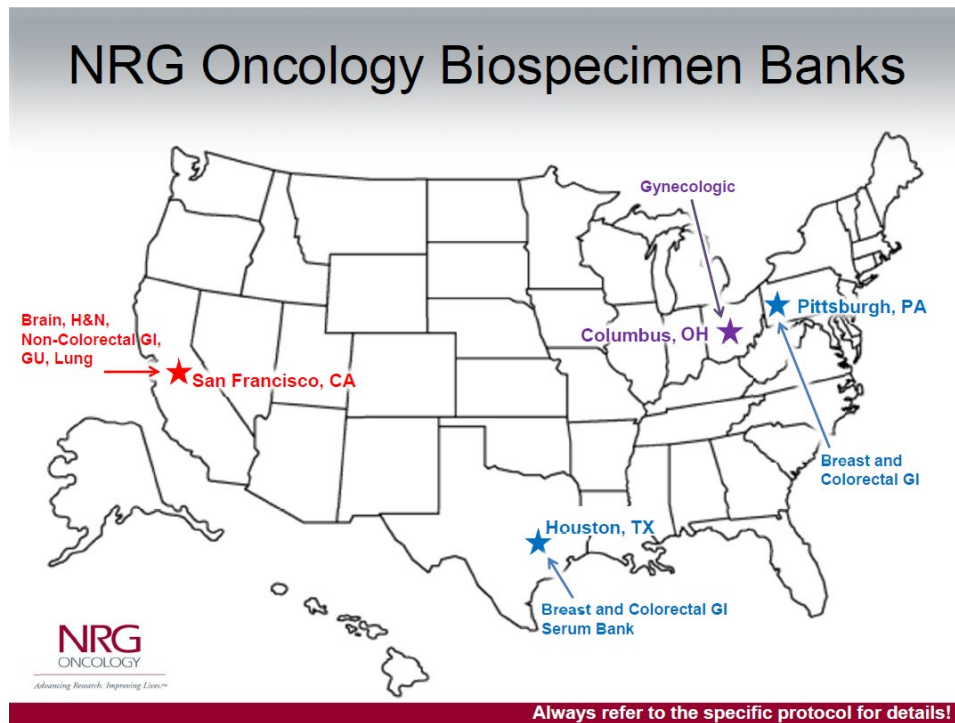 NRG Oncology Biospecimen Banks
Gynecologic
Pittsburgh, PA
Columbus, OH
Brain, H&N,
Non-Colorectal GI,
GU, Lung
San Francisco, CA
Breast and
Colorectal GI
Houston, TX
Breast and Colorectal GI
Serum Bank
NRG
ONCOLOGY
Advancing Research. Improving Lives.™
Always refer to the specific protocol for details!